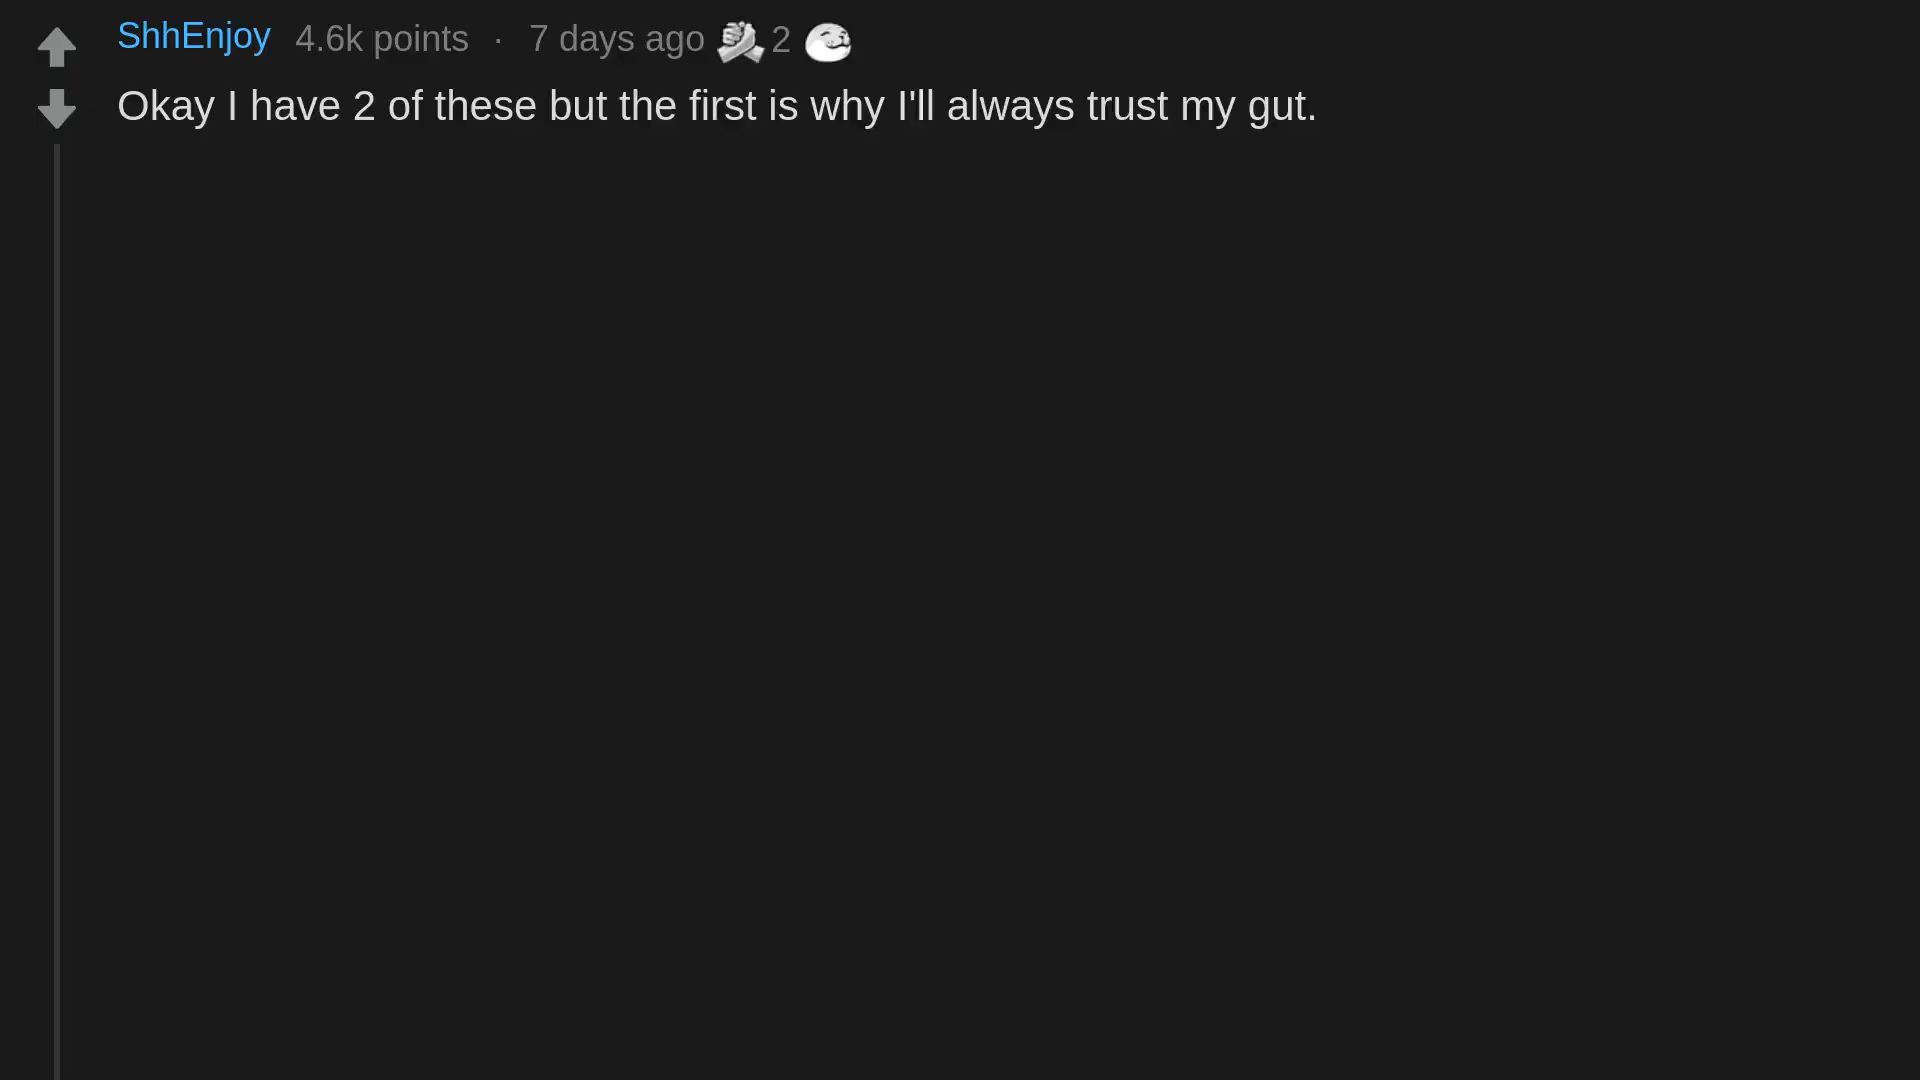 ShhEnjoy 4.6k points · 7 days ago 2
Okay I have 2 of these but the first is why I'll always trust my gut.